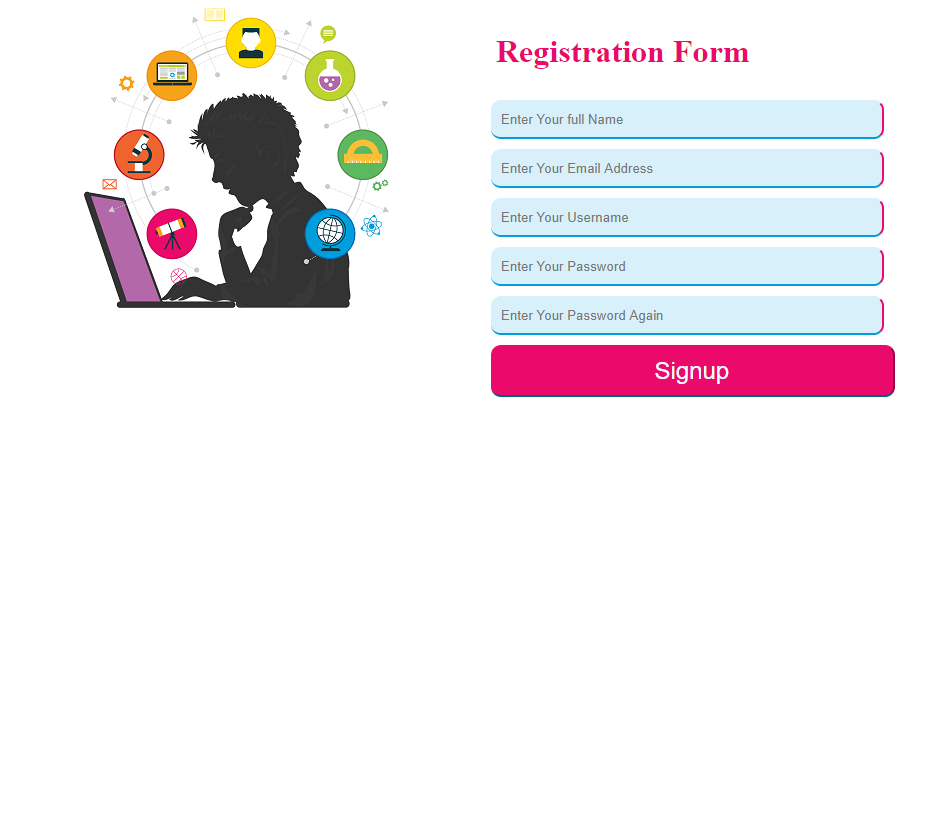 Registration Form
Enter Your full Name
Enter Your Email Address
Enter Your Username
Enter Your Password
Enter Your Password Again
Signup